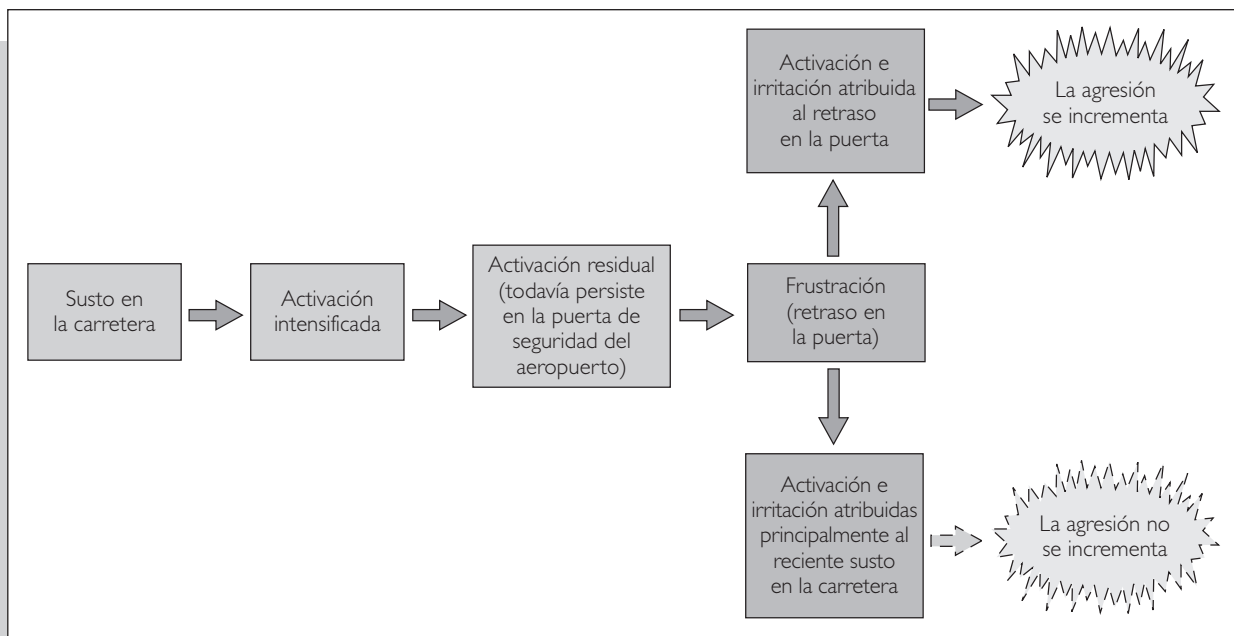 Susto en
la carretera
Activación
intensificada
Activación residual
(todavía persiste
en la puerta de
seguridad del
aeropuerto)
Frustración
(retraso en
la puerta)
Activación e
irritación atribuida
al retraso
en la puerta
La agresión
se incrementa
Activación e
irritación atribuidas
principalmente al
reciente susto
en la carretera
La agresión no
se incrementa